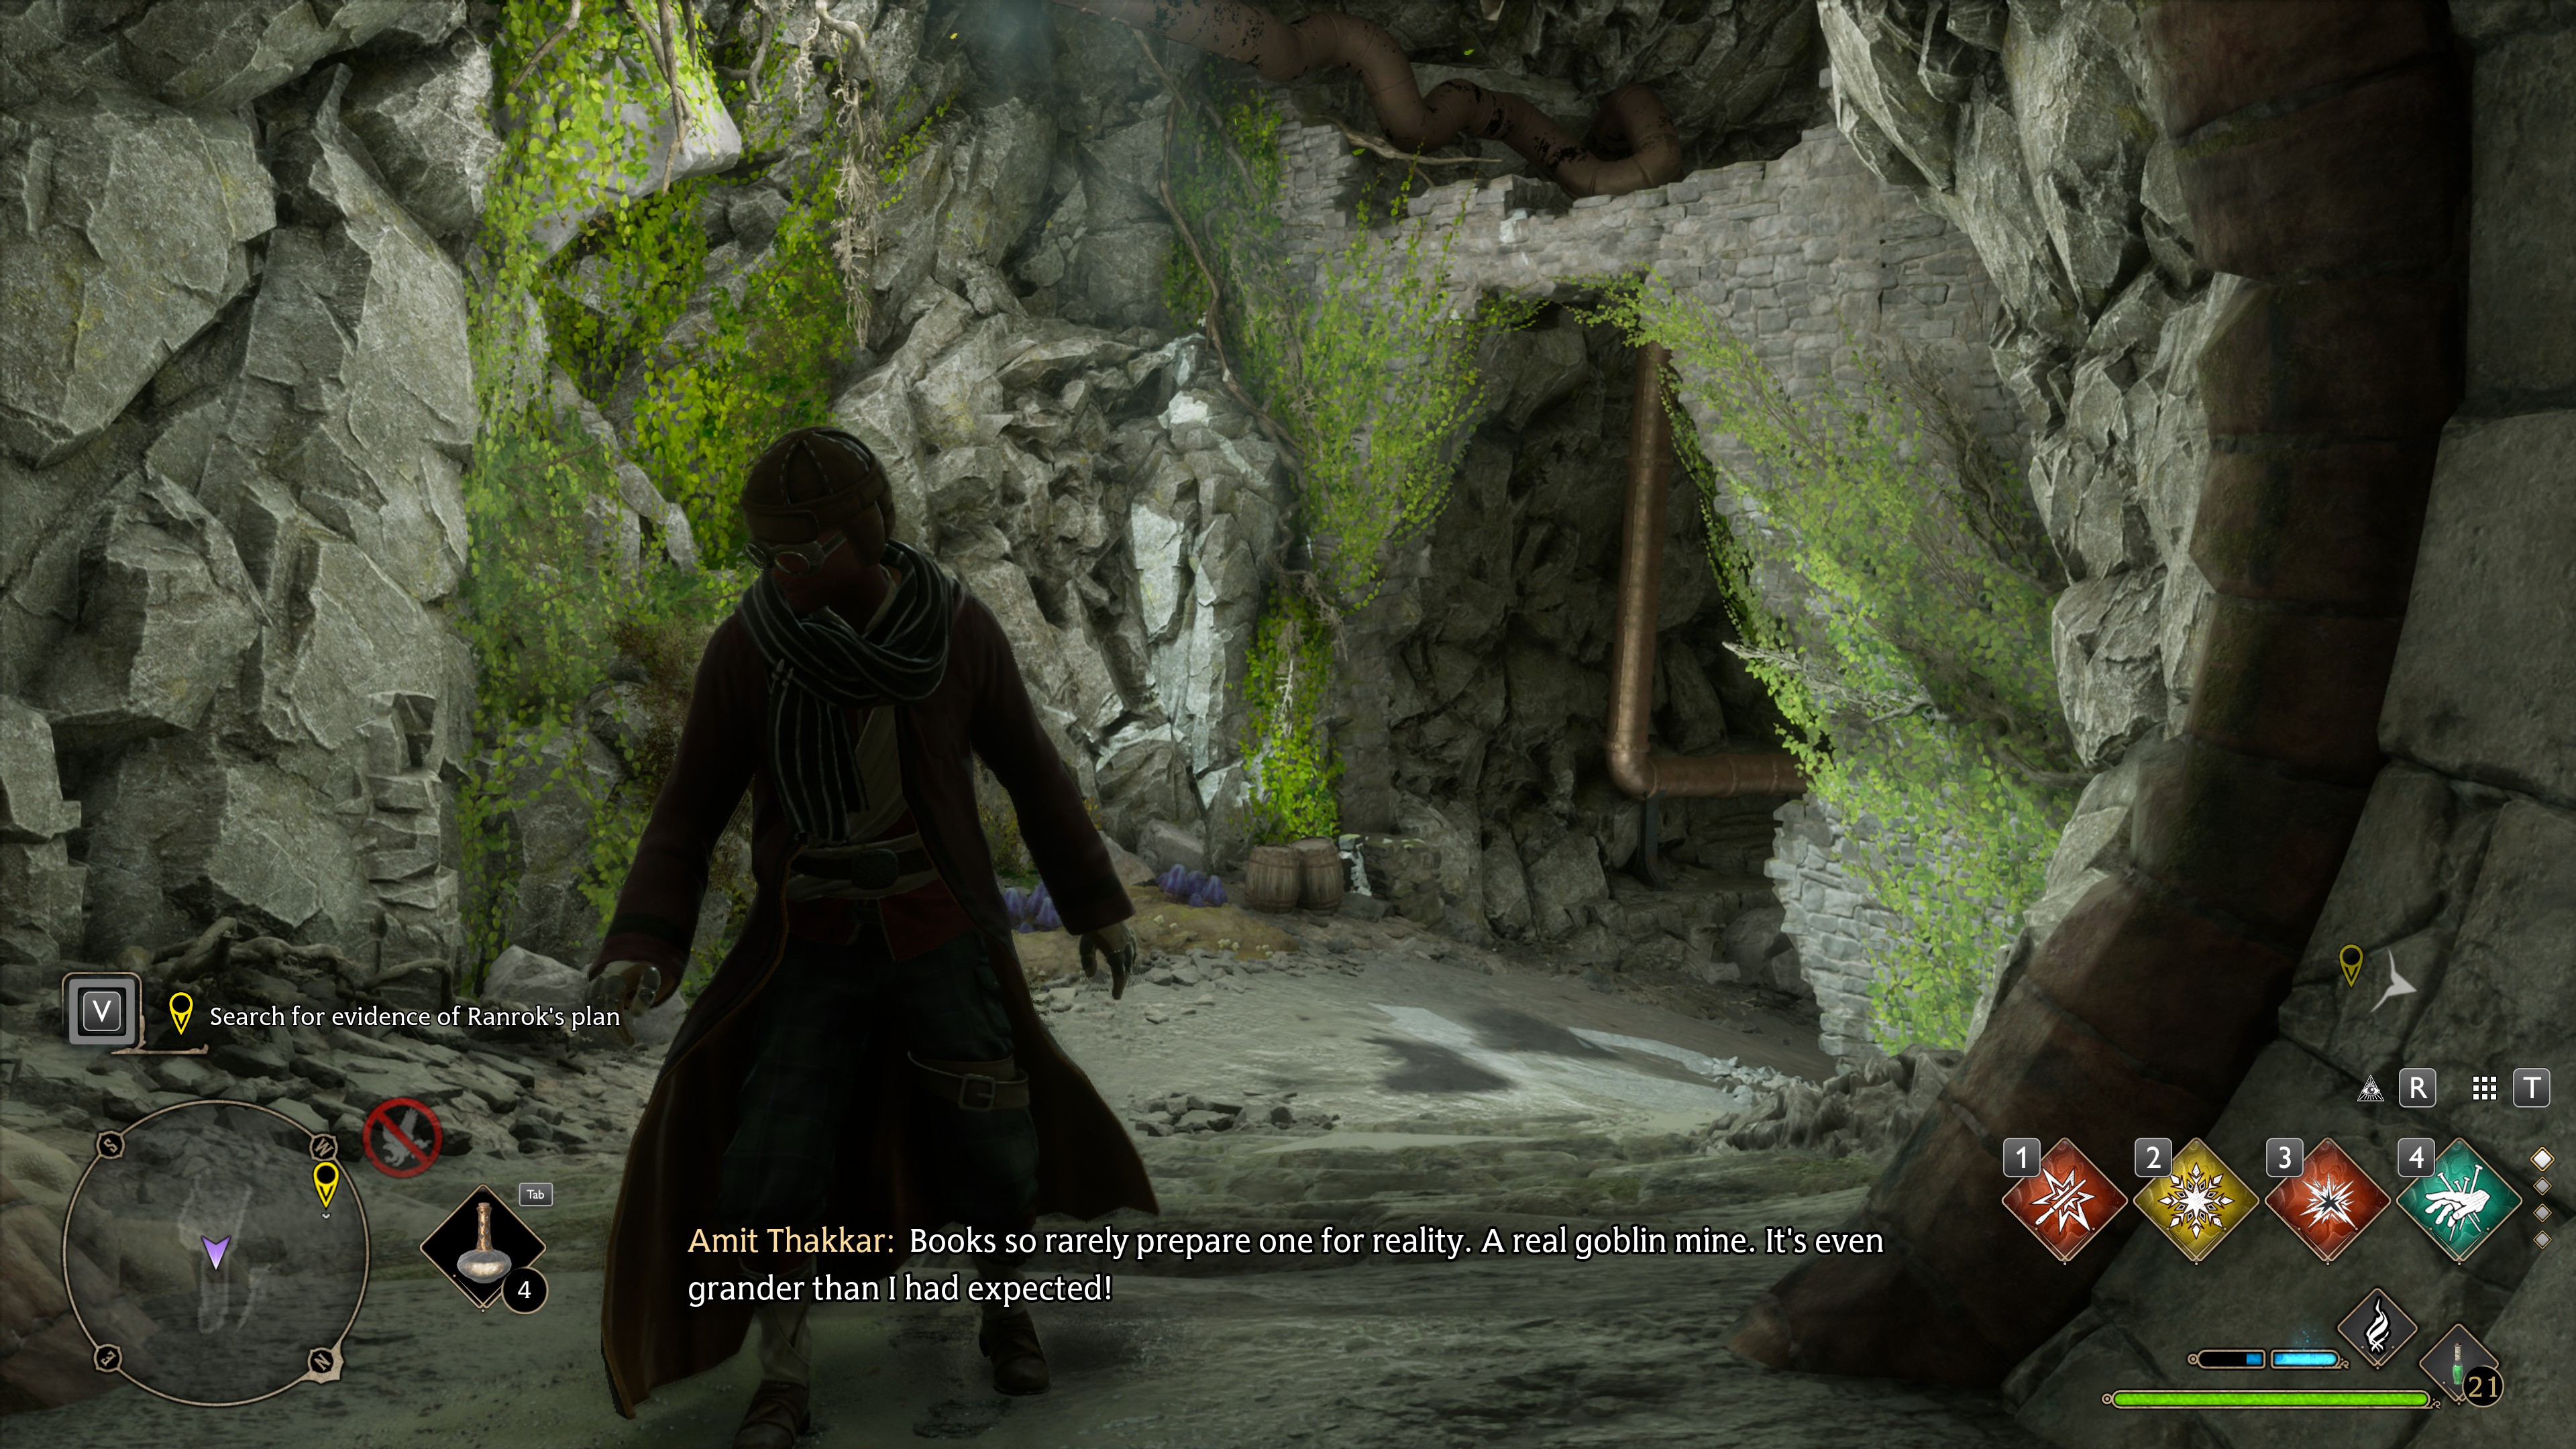 V
Search for evidence of Ranrok's plan
S
W
E
N
Tab
4
Amit Thakkar: Books so rarely prepare one for reality. A real goblin mine. It's even
grander than I had expected!
R
T
1
2
3
4
21